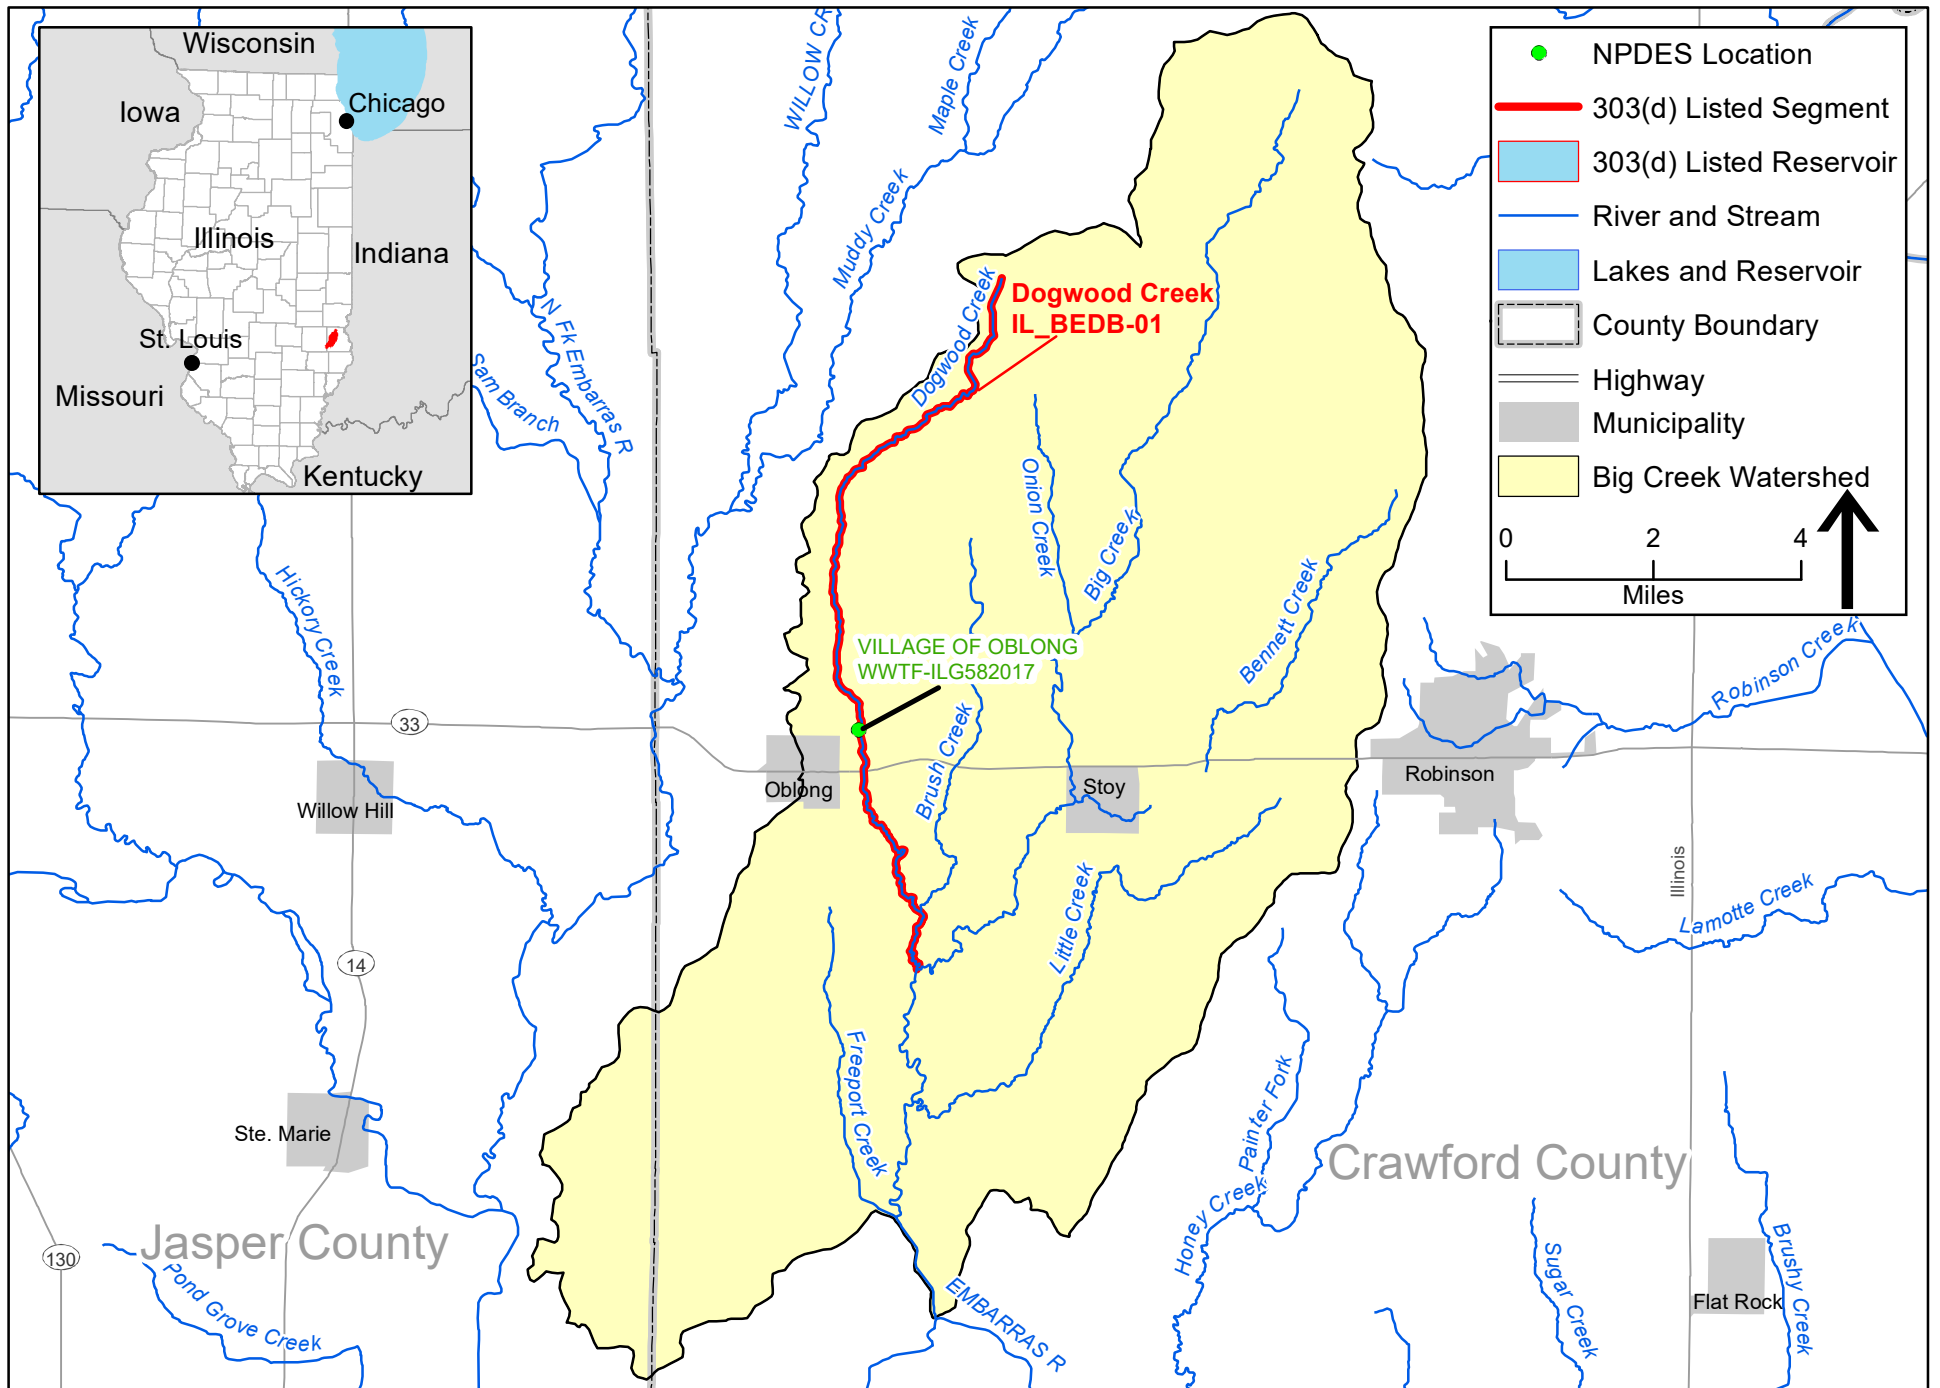 Wisconsin
Iowa
Chicago
Illinois
Indiana
St. Louis
Missouri
Kentucky
WILLOW CR
Maple Creek
Muddy Creek
N Fk Embarras R
Sam Branch
Dogwood Creek
Dogwood Creek
IL_BEDB-01
Onion Creek
Big Creek
Bennett Creek
Hickory Creek
VILLAGE OF OBLONG
WWTF-ILG582017
Brush Creek
33
Oblong
Stoy
Robinson
Robinson Creek
Willow Hill
Little Creek
Illinois
Lamotte Creek
14
Freeport Creek
Painter Fork
Ste. Marie
Crawford County
Honey Creek
Jasper County
130
Pond Grove Creek
EMBARRAS R
Sugar Creek
Flat Rock
Brushy Creek
NPDES Location
303(d) Listed Segment
303(d) Listed Reservoir
River and Stream
Lakes and Reservoir
County Boundary
Highway
Municipality
Big Creek Watershed
0 2 4
Miles